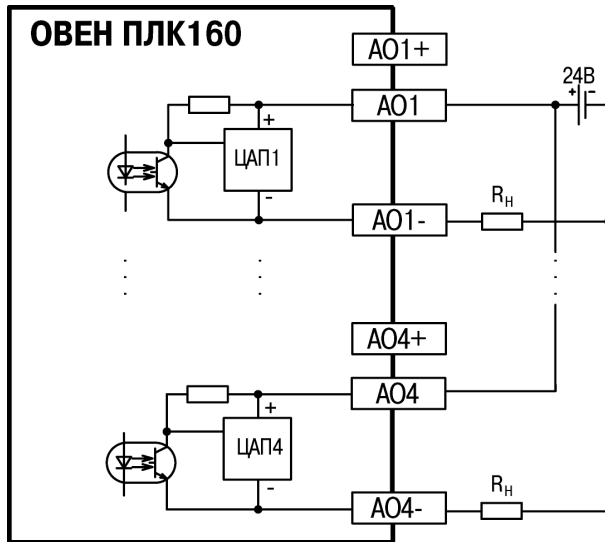 ОВЕН ПЛК160
АО1+
24В
+ -
АО1
+
ЦАП1
-
АО1-
Rн
АО4+
АО4
+
ЦАП4
-
АО4-
Rн